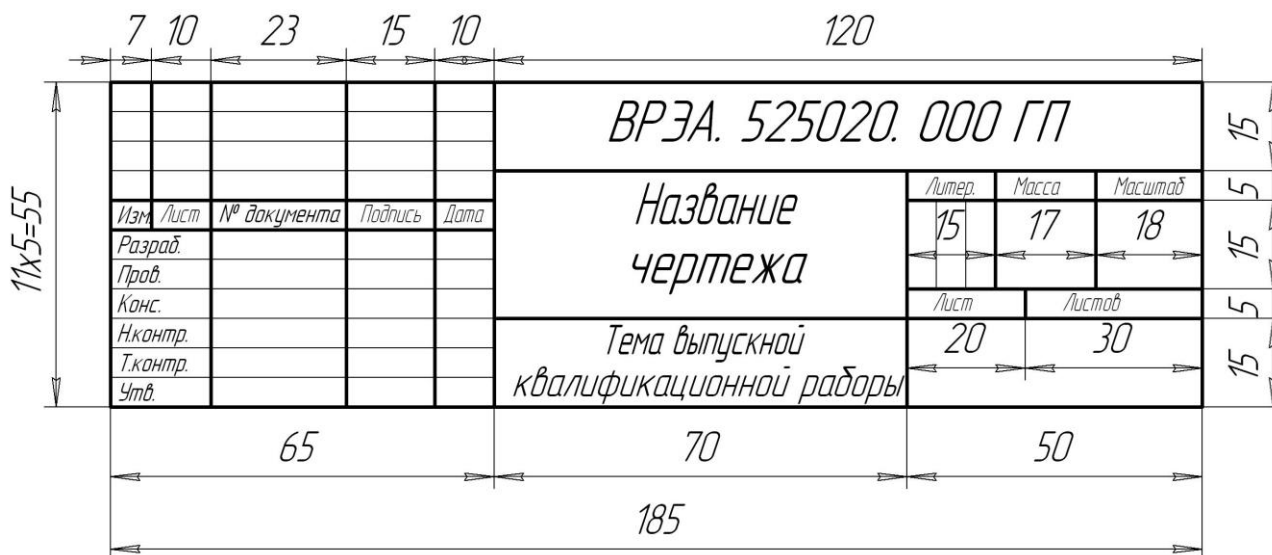 7 10 23 15 10 120
ВРЭА. 525020. 000 ГП
15
Название
чертежа
Литер. Масса Масштаб
5
Изм. Лист № документа Подпись Дата
15 17 18
15
11x5=55
Разраб.
Пров.
Конс.
Лист Листов
5
Н.контр.
Т.контр.
Утв.
Тема выпускной
квалификационной раборы
20 30
15
65 70 50
185